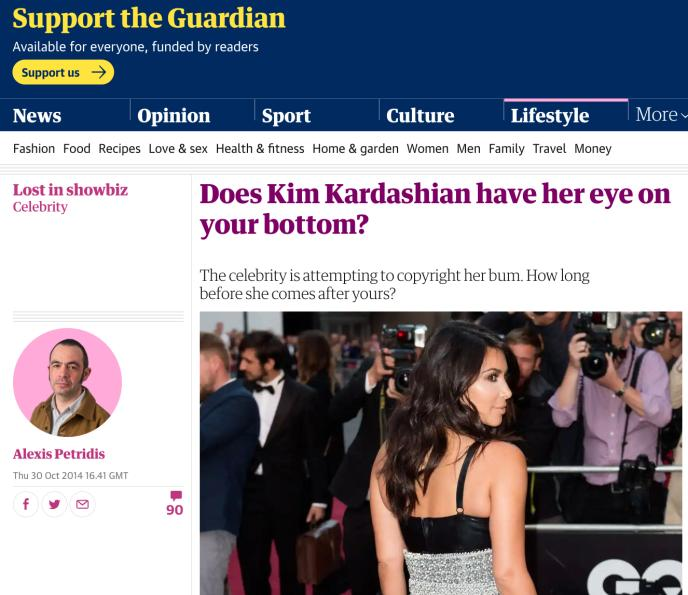 Support the Guardian
Available for everyone, funded by readers
Support us
News
Opinion
Sport
Culture
Lifestyle
More
Fashion Food Recipes Love & sex Health & fitness Home & garden Women Men Family Travel Money
Lost in showbiz
Celebrity
Does Kim Kardashian have her eye on
your bottom?
The celebrity is attempting to copyright her bum. How long
before she comes after yours?
Alexis Petridis
Thu 30 Oct 2014 16.41 GMT
90
GQ